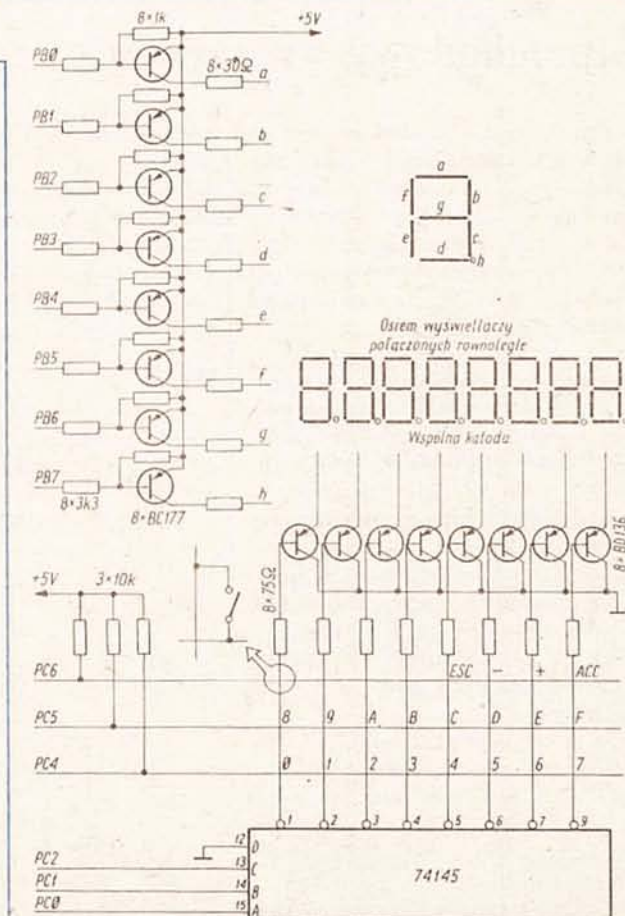 8×1k
+5V
PB0
8×30Ω
a
PB1
b
PB2
c
PB3
d
PB4
e
PB5
f
PB6
g
PB7
h
8×3k3
8×BC177
a
f
b
g
e
c
d
h
Osiem wyswietlaczy
połączonych rownolegle
Wspolna katoda
8×BD136
+5V
3×10k
8×75Ω
PC6
ESC
-
+
ACC
PC5
8
9
A
B
C
D
E
F
PC4
0
1
2
3
4
5
6
7
1
2
3
4
5
6
7
9
12
D
PC2
13
C
74145
PC1
14
B
PC0
15
A